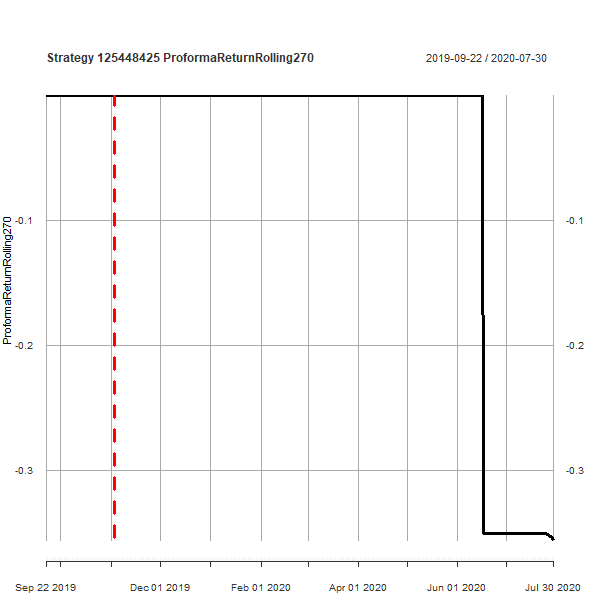 Strategy 125448425 ProformaReturnRolling270
2019-09-22 / 2020-07-30
ProformaReturnRolling270
-0.1
-0.1
-0.2
-0.2
-0.3
-0.3
Sep 22 2019
Dec 01 2019
Feb 01 2020
Apr 01 2020
Jun 01 2020
Jul 30 2020